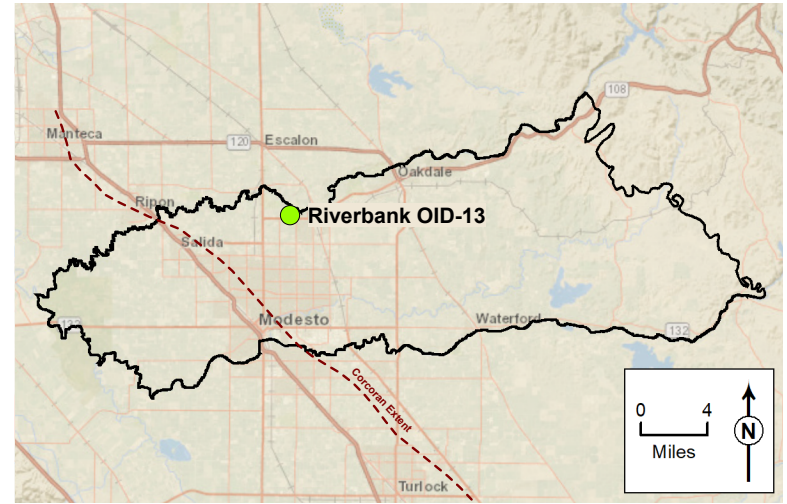 108
Manteca
120
Escalon
Oakdale
Ripon
Riverbank OID-13
Salida
132
Modesto
Waterford
132
Corcoran Extent
Turlock
0 4
Miles
N